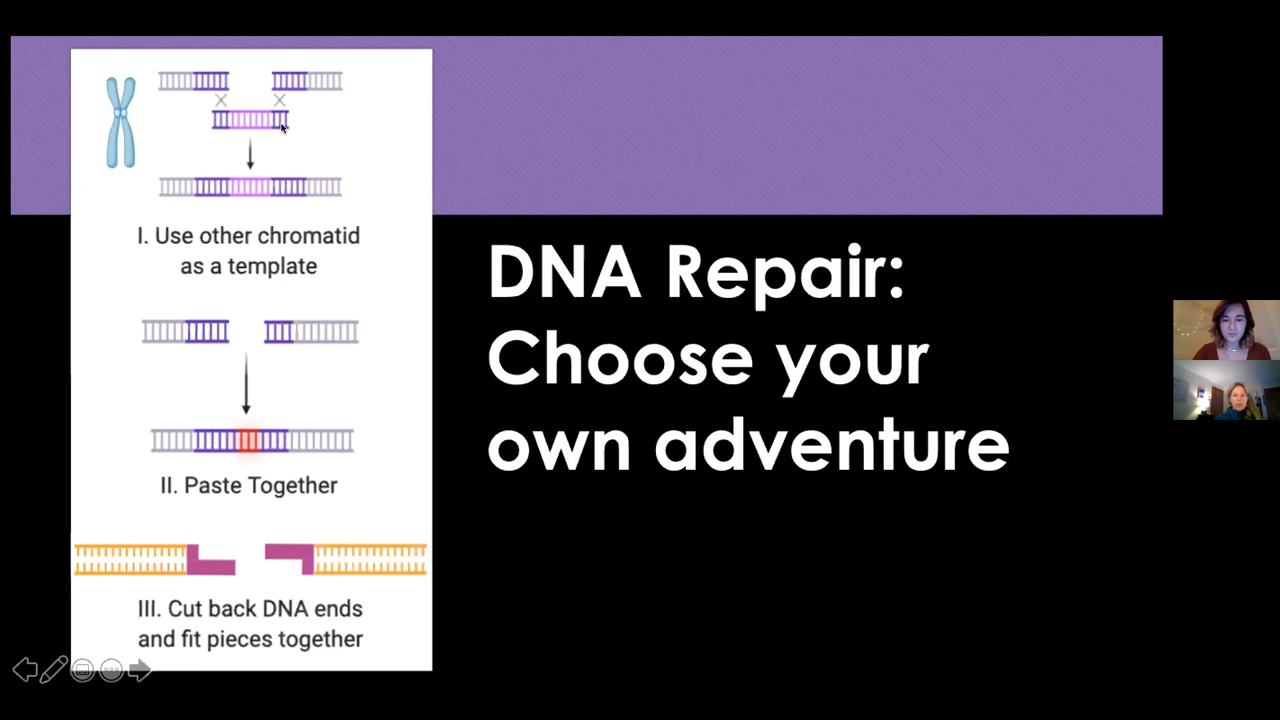 I. Use other chromatid
as a template
II. Paste Together
III. Cut back DNA ends
and fit pieces together
DNA Repair:
Choose your
own adventure